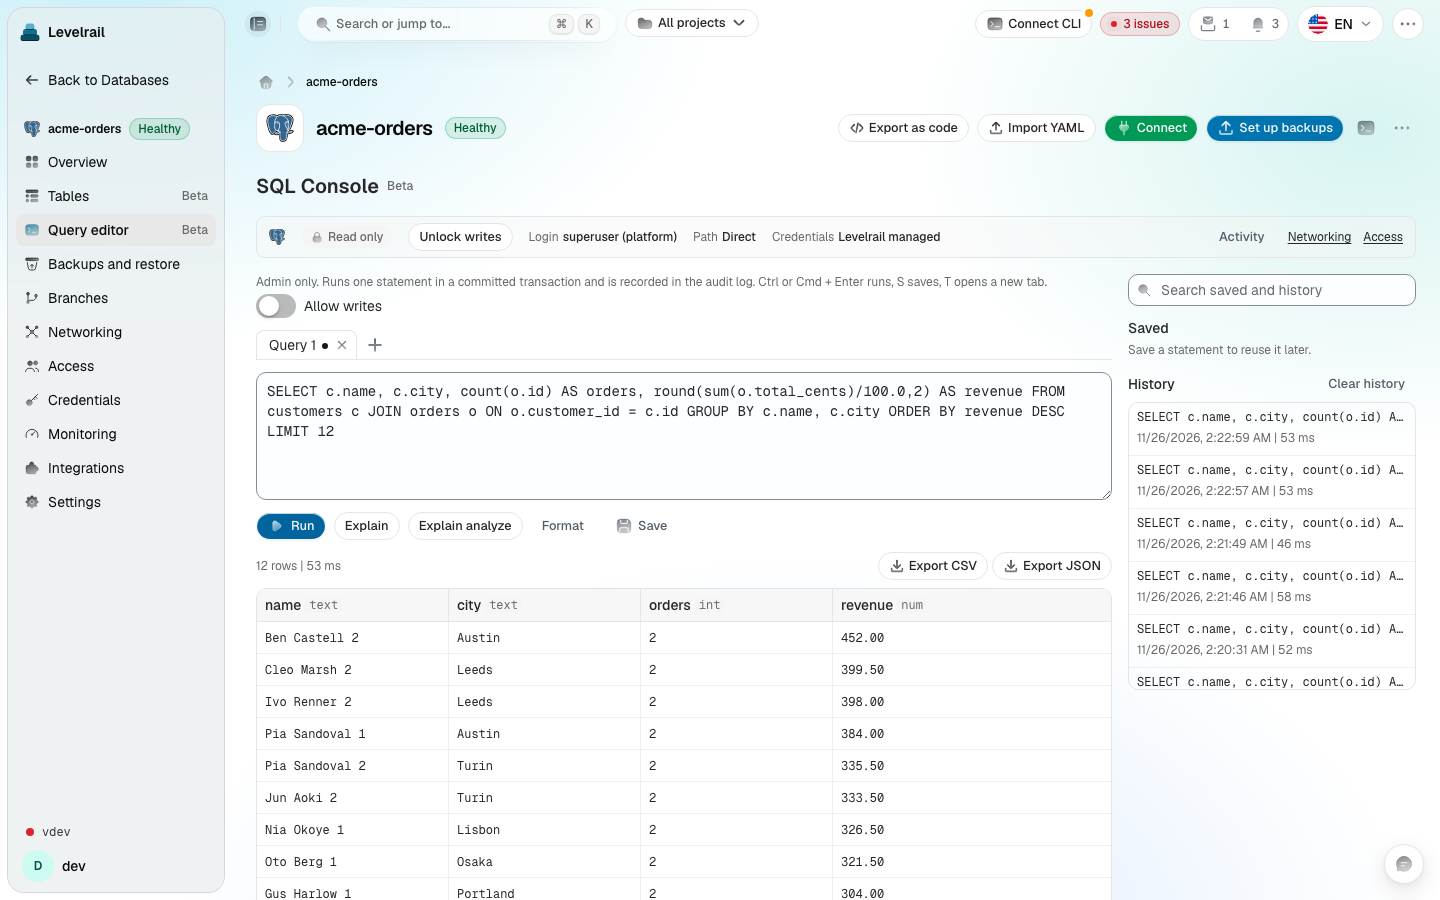 Levelrail
Back to Databases
acme-orders Healthy
Overview
Tables Beta
Query editor Beta
Backups and restore
Branches
Networking
Access
Credentials
Monitoring
Integrations
Settings
vdev
D dev
Search or jump to... ⌘ K
All projects
Connect CLI
3 issues
1
3
EN
acme-orders
acme-orders Healthy
Export as code
Import YAML
Connect
Set up backups
SQL Console Beta
Read only
Unlock writes
Login superuser (platform)
Path Direct
Credentials Levelrail managed
Activity
Networking
Access
Admin only. Runs one statement in a committed transaction and is recorded in the audit log. Ctrl or Cmd + Enter runs, S saves, T opens a new tab.
Allow writes
Query 1
SELECT c.name, c.city, count(o.id) AS orders, round(sum(o.total_cents)/100.0,2) AS revenue FROM
customers c JOIN orders o ON o.customer_id = c.id GROUP BY c.name, c.city ORDER BY revenue DESC
LIMIT 12
Run
Explain
Explain analyze
Format
Save
12 rows | 53 ms
Export CSV
Export JSON
name text city text orders int revenue num
Ben Castell 2 Austin 2 452.00
Cleo Marsh 2 Leeds 2 399.50
Ivo Renner 2 Leeds 2 398.00
Pia Sandoval 1 Austin 2 384.00
Pia Sandoval 2 Turin 2 335.50
Jun Aoki 2 Turin 2 333.50
Nia Okoye 1 Lisbon 2 326.50
Oto Berg 1 Osaka 2 321.50
Gus Harlow 1 Portland 2 304.00
Search saved and history
Saved
Save a statement to reuse it later.
History Clear history
SELECT c.name, c.city, count(o.id) A…
11/26/2026, 2:22:59 AM | 53 ms
SELECT c.name, c.city, count(o.id) A…
11/26/2026, 2:22:57 AM | 53 ms
SELECT c.name, c.city, count(o.id) A…
11/26/2026, 2:21:49 AM | 46 ms
SELECT c.name, c.city, count(o.id) A…
11/26/2026, 2:21:46 AM | 58 ms
SELECT c.name, c.city, count(o.id) A…
11/26/2026, 2:20:31 AM | 52 ms
SELECT c.name, c.city, count(o.id) A…